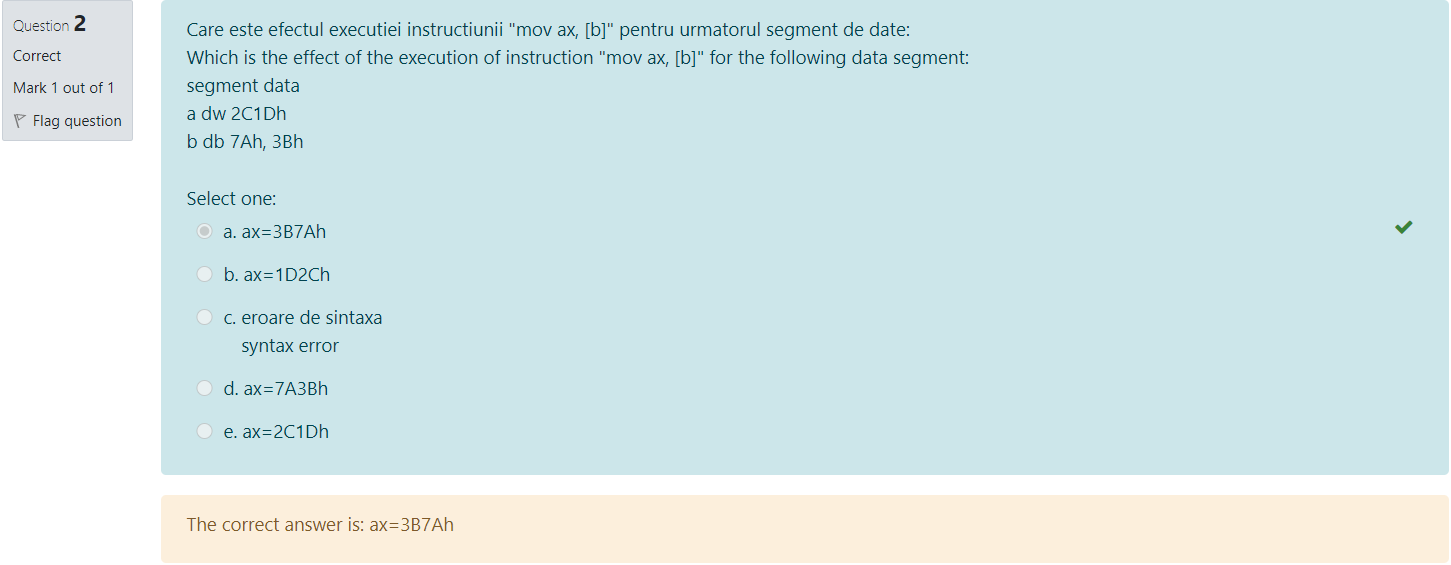 Question 2
Correct
Mark 1 out of 1
Flag question
Care este efectul executiei instructiunii "mov ax, [b]" pentru urmatorul segment de date:
Which is the effect of the execution of instruction "mov ax, [b]" for the following data segment:
segment data
a dw 2C1Dh
b db 7Ah, 3Bh
Select one:
a. ax=3B7Ah
b. ax=1D2Ch
c. eroare de sintaxa
syntax error
d. ax=7A3Bh
e. ax=2C1Dh
The correct answer is: ax=3B7Ah